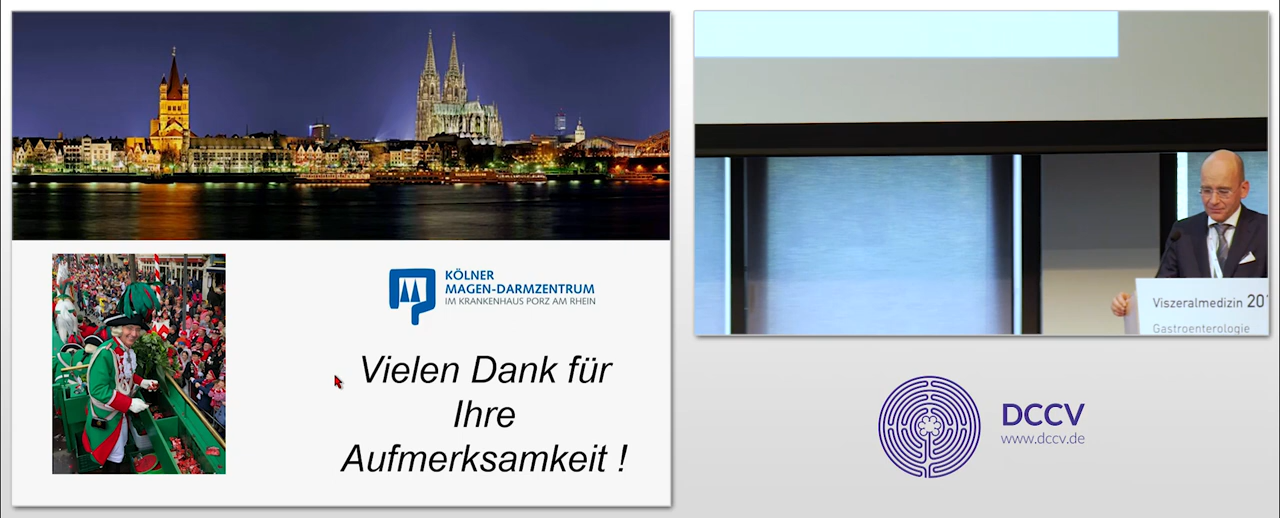 KÖLNER
MAGEN-DARMZENTRUM
IM KRANKENHAUS PORZ AM RHEIN
Vielen Dank für
Ihre
Aufmerksamkeit !
Viszeralmedizin 201
Gastroenterologie
DCCV
www.dccv.de